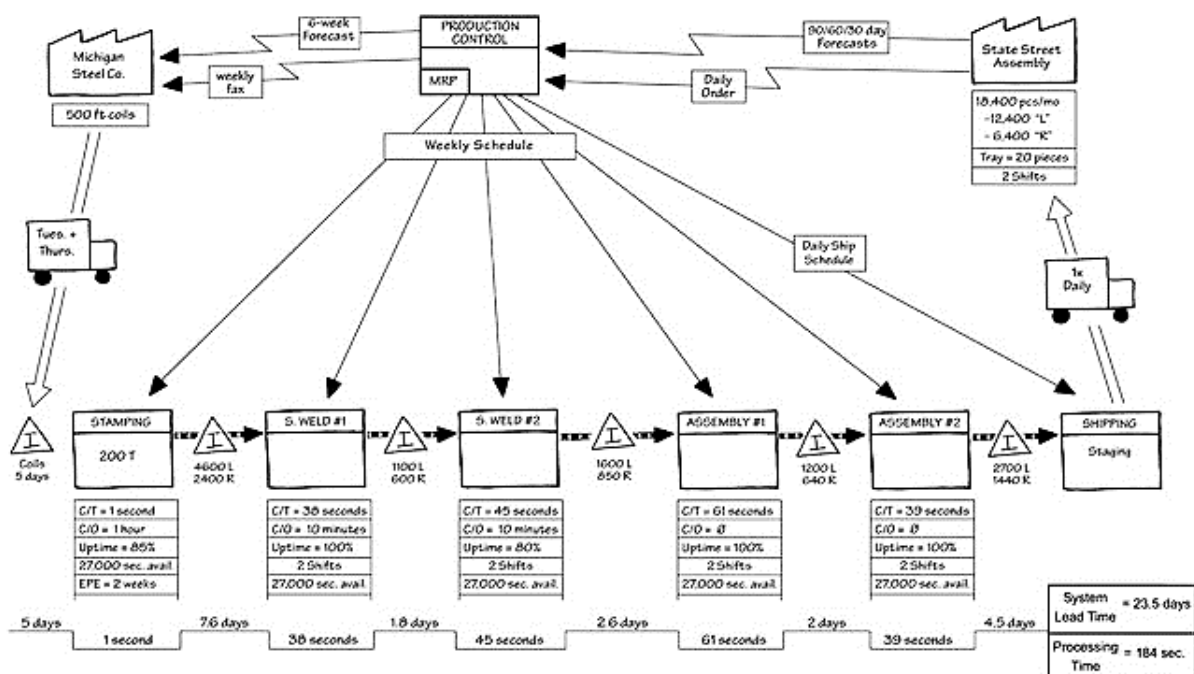 Michigan
Steel Co.
500 ft coils
6-week
Forecast
weekly
fax
PRODUCTION
CONTROL
MRP
90/60/30 day
Forecasts
Daily
Order
State Street
Assembly
18,400 pcs/mo
-12,400 "L"
- 6,400 "R"
Tray = 20 pieces
2 Shifts
Weekly Schedule
Tues. +
Thurs.
Daily Ship
Schedule
1x
Daily
I
Coils
5 days
STAMPING
200 T
I
4600 L
2400 R
S. WELD #1
I
1100 L
600 R
S. WELD #2
I
1600 L
850 R
ASSEMBLY #1
I
1200 L
640 R
ASSEMBLY #2
I
2700 L
1440 R
SHIPPING
Staging
C/T = 1 second
C/O = 1 hour
Uptime = 85%
27,000 sec. avail.
EPE = 2 weeks
C/T = 38 seconds
C/O = 10 minutes
Uptime = 100%
2 Shifts
27,000 sec. avail.
C/T = 45 seconds
C/O = 10 minutes
Uptime = 80%
2 Shifts
27,000 sec. avail.
C/T = 61 seconds
C/O = Ø
Uptime = 100%
2 Shifts
27,000 sec. avail.
C/T = 39 seconds
C/O = Ø
Uptime = 100%
2 Shifts
27,000 sec. avail.
5 days
1 second
7.6 days
38 seconds
1.8 days
45 seconds
2.6 days
61 seconds
2 days
39 seconds
4.5 days
System
Lead Time = 23.5 days
Processing
Time = 184 sec.